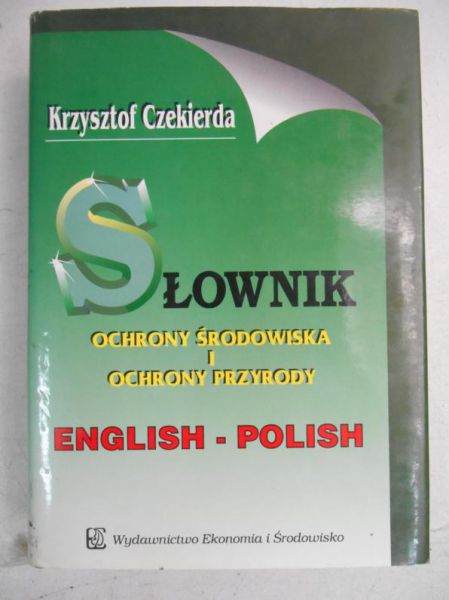 Krzysztof Czekierda
SŁOWNIK
OCHRONY ŚRODOWISKA
I
OCHRONY PRZYRODY
ENGLISH - POLISH
Wydawnictwo Ekonomia i Środowisko